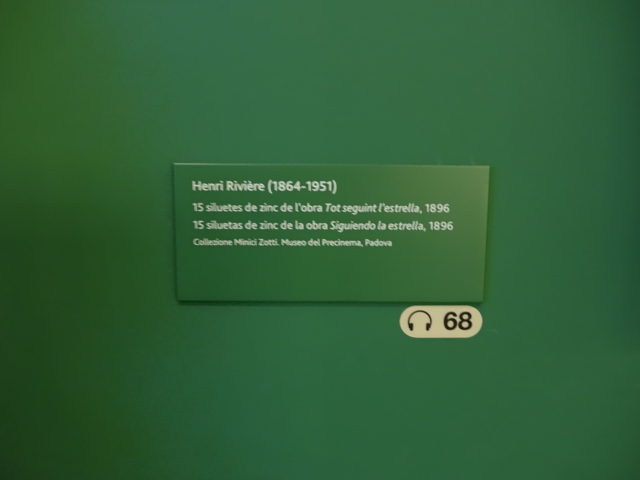 Henri Rivière (1864-1951)
15 siluetes de zinc de l'obra Tot seguint l'estrella, 1896
15 siluetas de zinc de la obra Siguiendo la estrella, 1896
Collezione Minici Zotti. Museo del Precinema, Padova
68